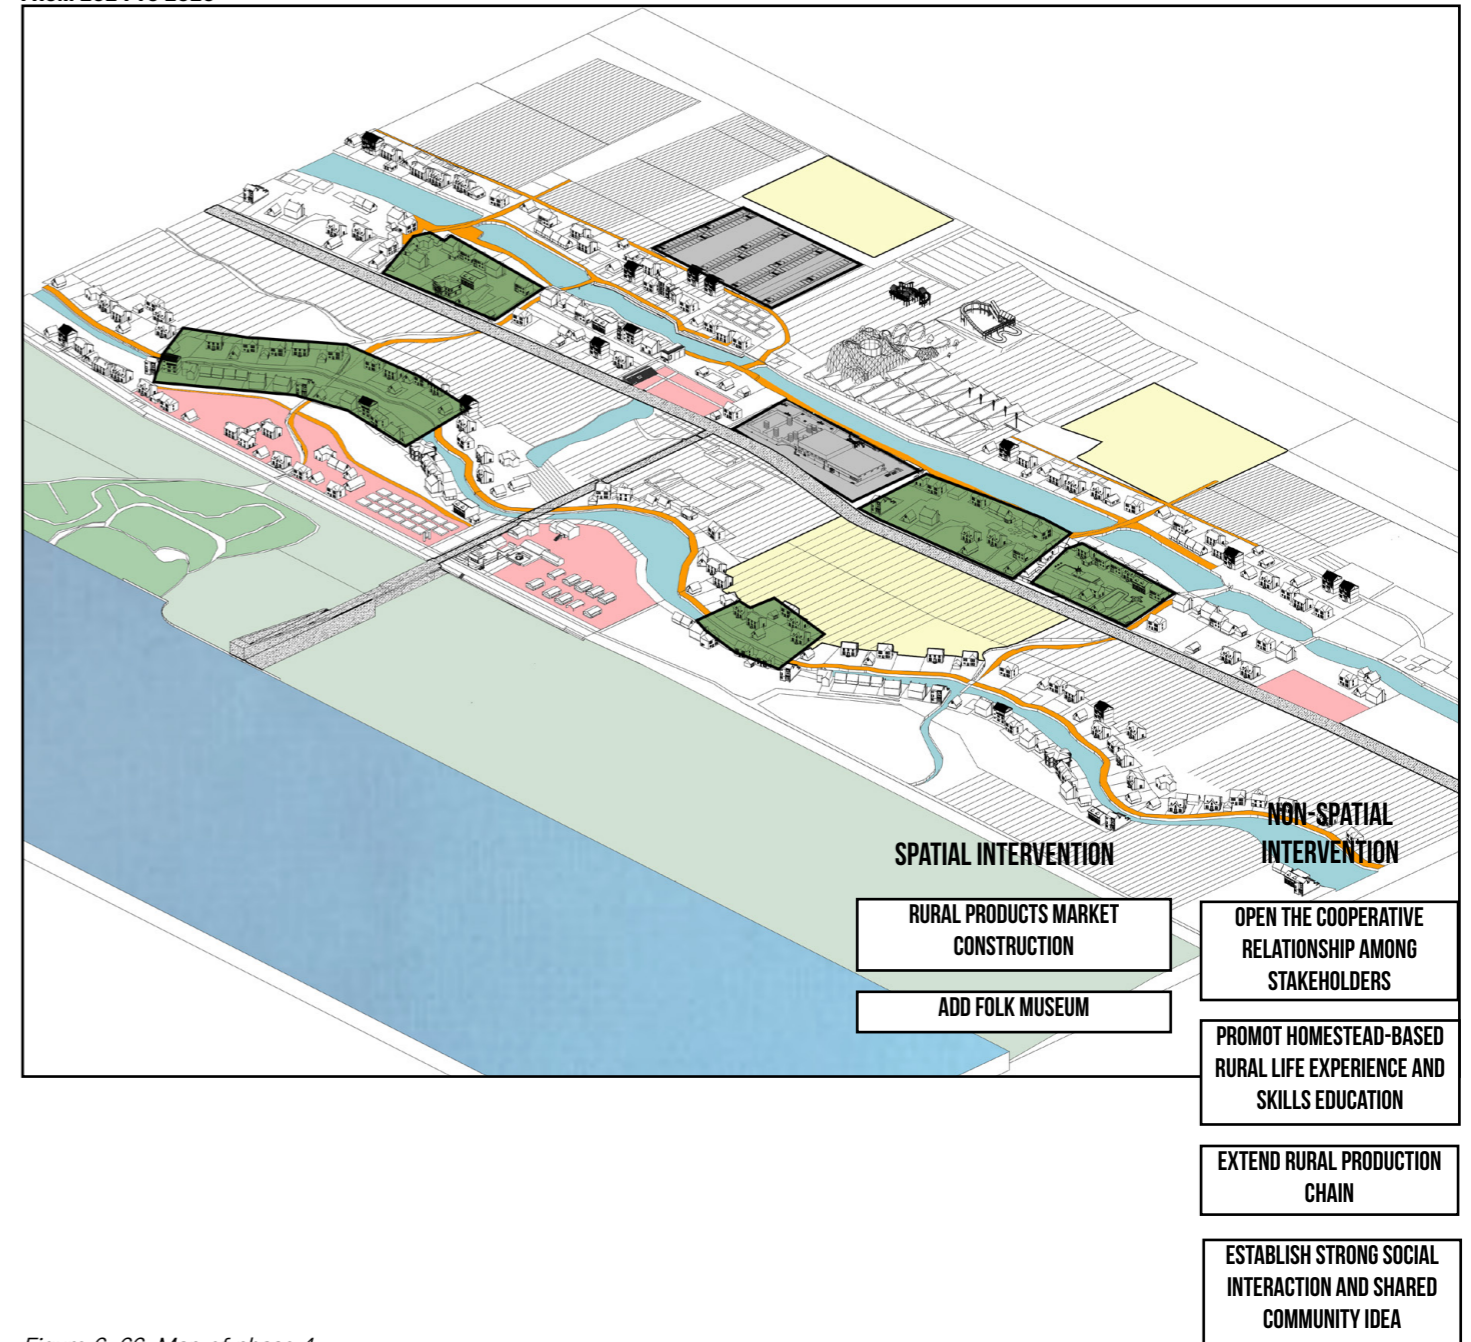 SPATIAL INTERVENTION
RURAL PRODUCTS MARKET
CONSTRUCTION
ADD FOLK MUSEUM
NON-SPATIAL
INTERVENTION
OPEN THE COOPERATIVE
RELATIONSHIP AMONG
STAKEHOLDERS
PROMOT HOMESTEAD-BASED
RURAL LIFE EXPERIENCE AND
SKILLS EDUCATION
EXTEND RURAL PRODUCTION
CHAIN
ESTABLISH STRONG SOCIAL
INTERACTION AND SHARED
COMMUNITY IDEA